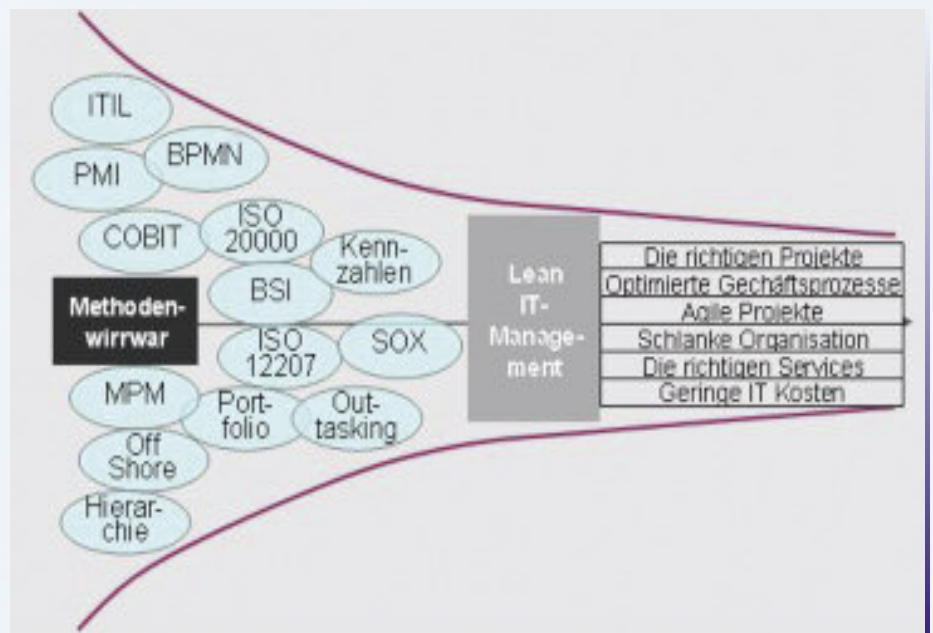 ITIL
BPMN
PMI
COBIT
ISO
20000
Kenn-
zahlen
BSI
Methoden-
wirrwar
ISO
12207
SOX
MPM
Port-
folio
Out-
tasking
Off
Shore
Hierar-
chie
Lean
IT-
Manage-
ment
Die richtigen Projekte
Optimierte Gechäftsprozesse
Agile Projekte
Schlanke Organisation
Die richtigen Services
Geringe IT Kosten